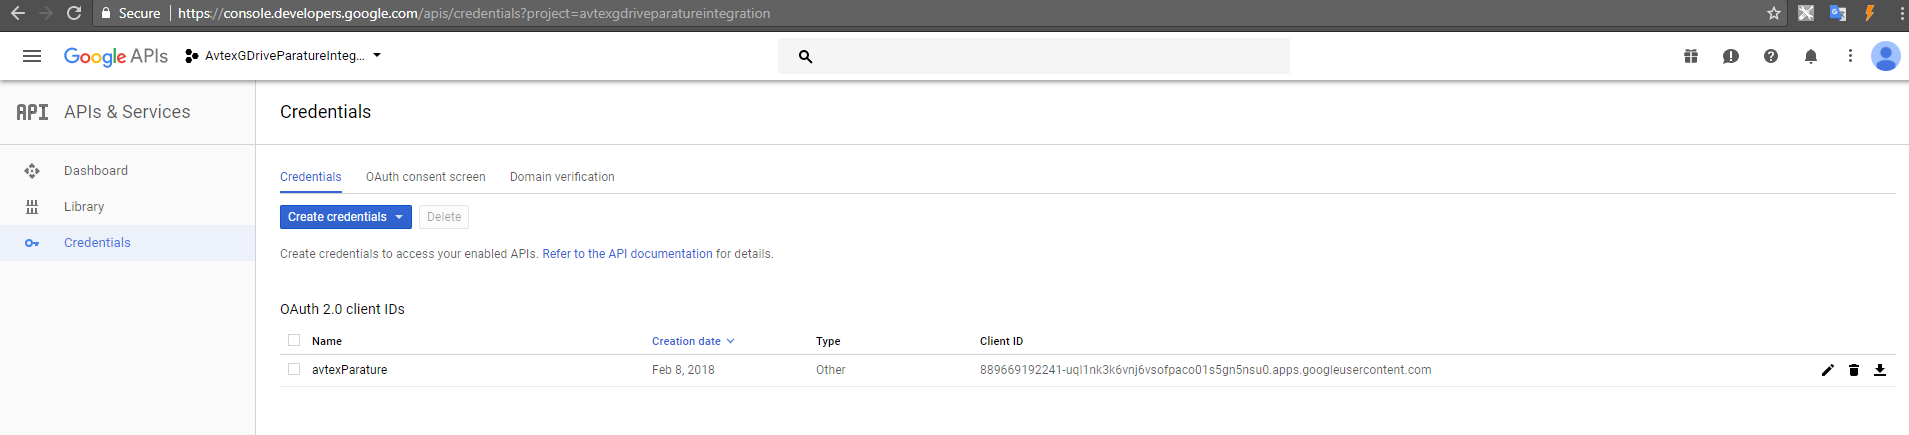 Secure https://console.developers.google.com/apis/credentials?project=avtexgdriveparatureintegration
Google APIs AvtexGDriveParatureInteg...
API APIs & Services
Credentials
Dashboard
Library
Credentials
Credentials OAuth consent screen Domain verification
Create credentials Delete
Create credentials to access your enabled APIs. Refer to the API documentation for details.
OAuth 2.0 client IDs
Name Creation date Type Client ID
avtexParature Feb 8, 2018 Other 889669192241-uql1nk3k6vnj6vsofpaco01s5gn5nsu0.apps.googleusercontent.com